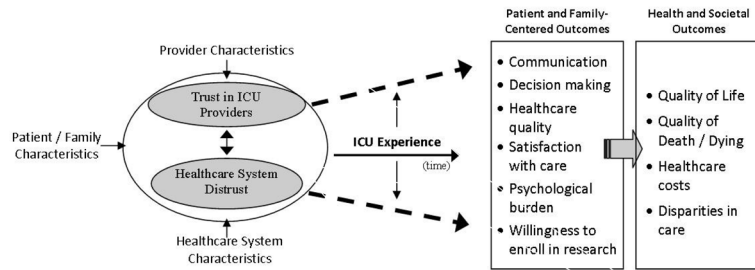 Patient and Family-
Centered Outcomes
Health and Societal
Outcomes
Provider Characteristics
Trust in ICU
Providers
Patient / Family
Characteristics
Healthcare System
Distrust
Healthcare System
Characteristics
ICU Experience
(time)
• Communication
• Decision making
• Healthcare
quality
• Satisfaction
with care
• Psychological
burden
• Willingness to
enroll in research
• Quality of Life
• Quality of
Death / Dying
• Healthcare
costs
• Disparities in
care